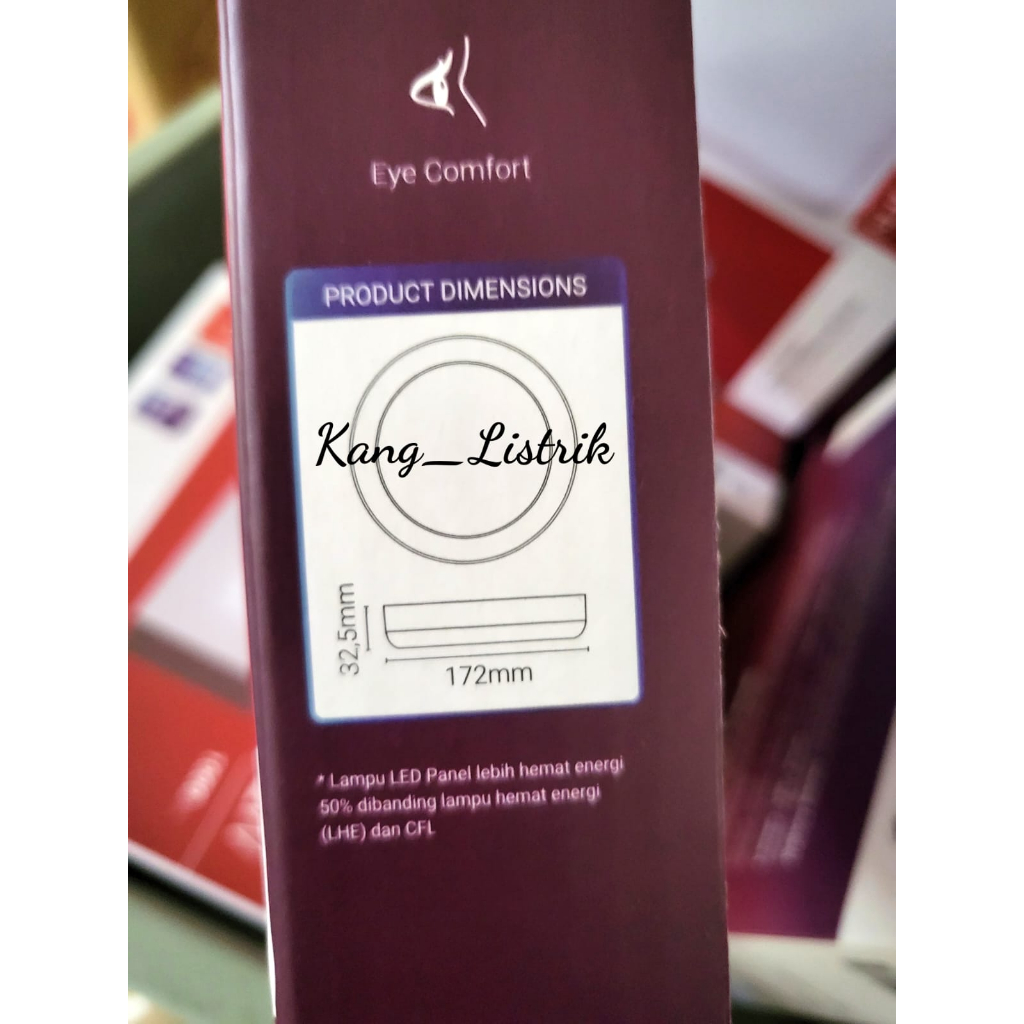 Eye Comfort
PRODUCT DIMENSIONS
Kang_Listrik
32,5mm
172mm
* Lampu LED Panel lebih hemat energi
50% dibanding lampu hemat energi
(LHE) dan CFL